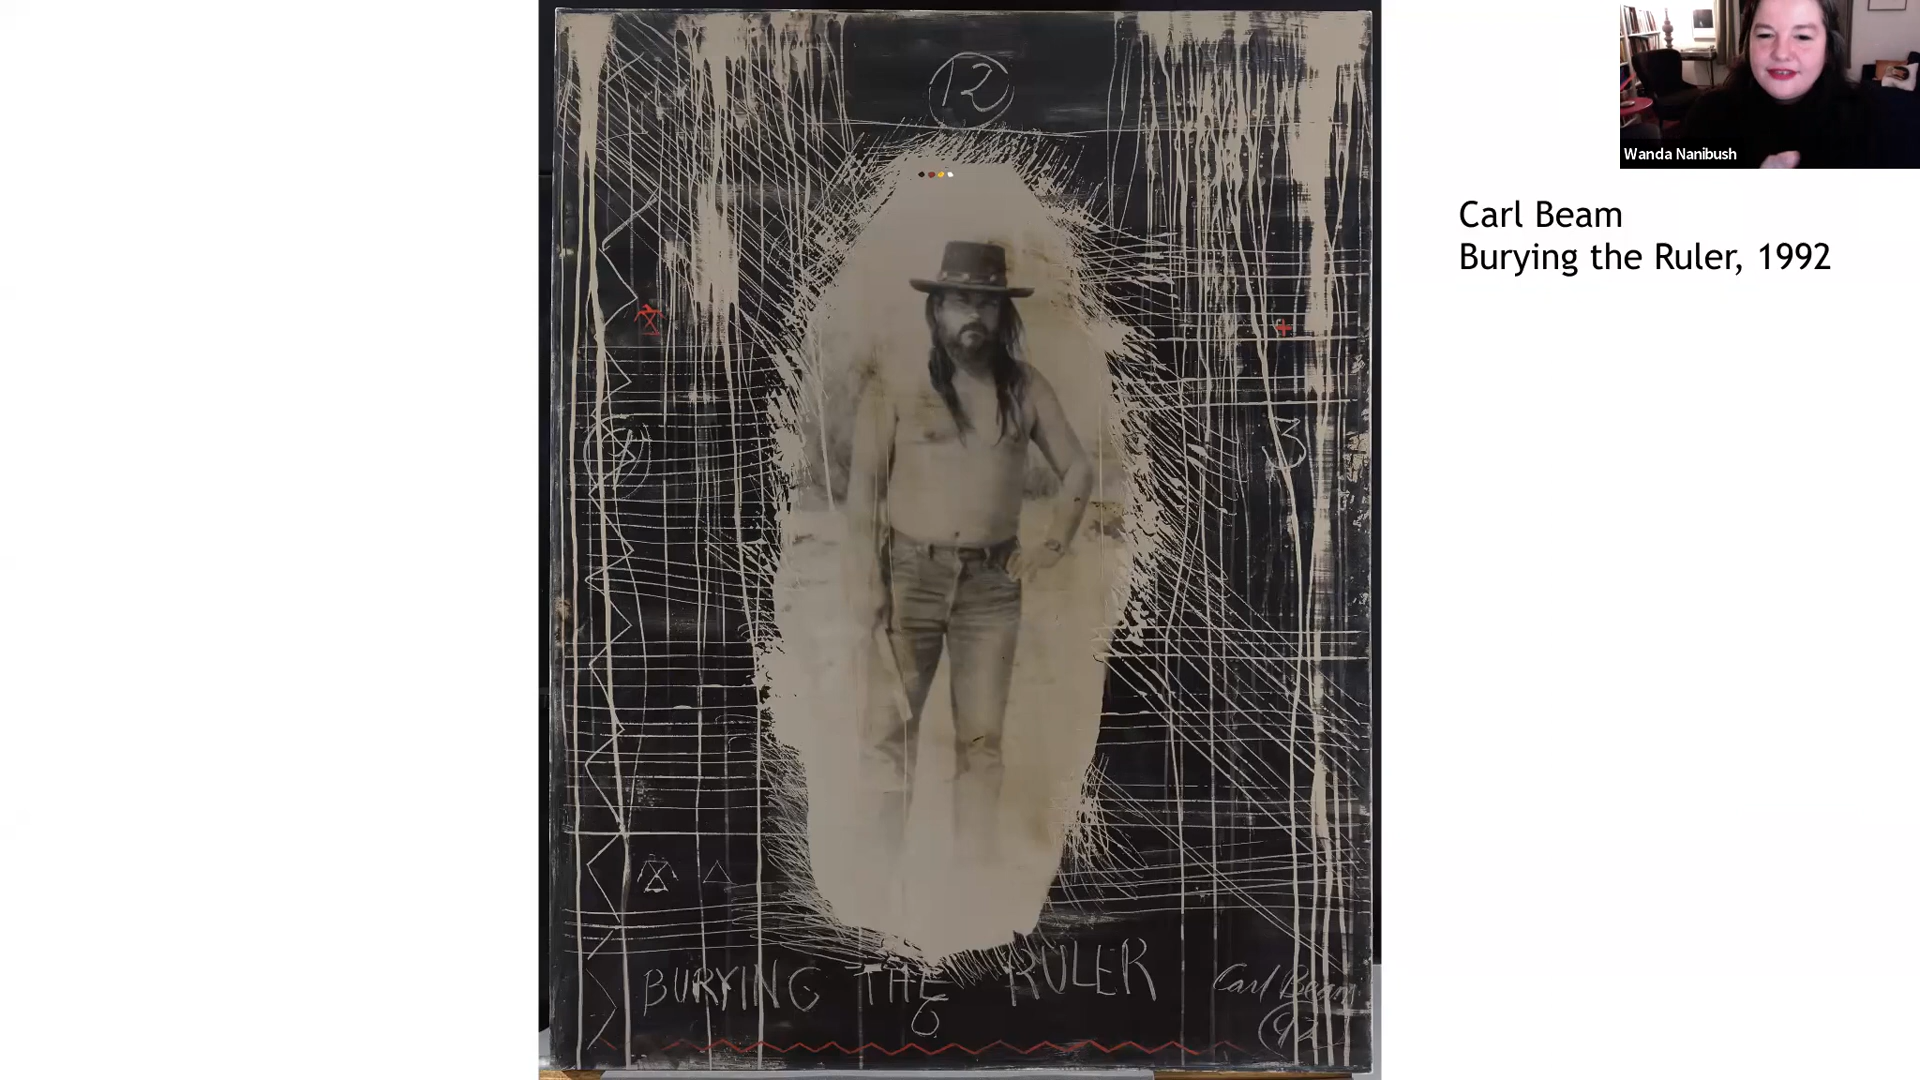 12
Wanda Nanibush
Carl Beam
Burying the Ruler, 1992
3
BURYING THE RULER
Carl Beam
6
92